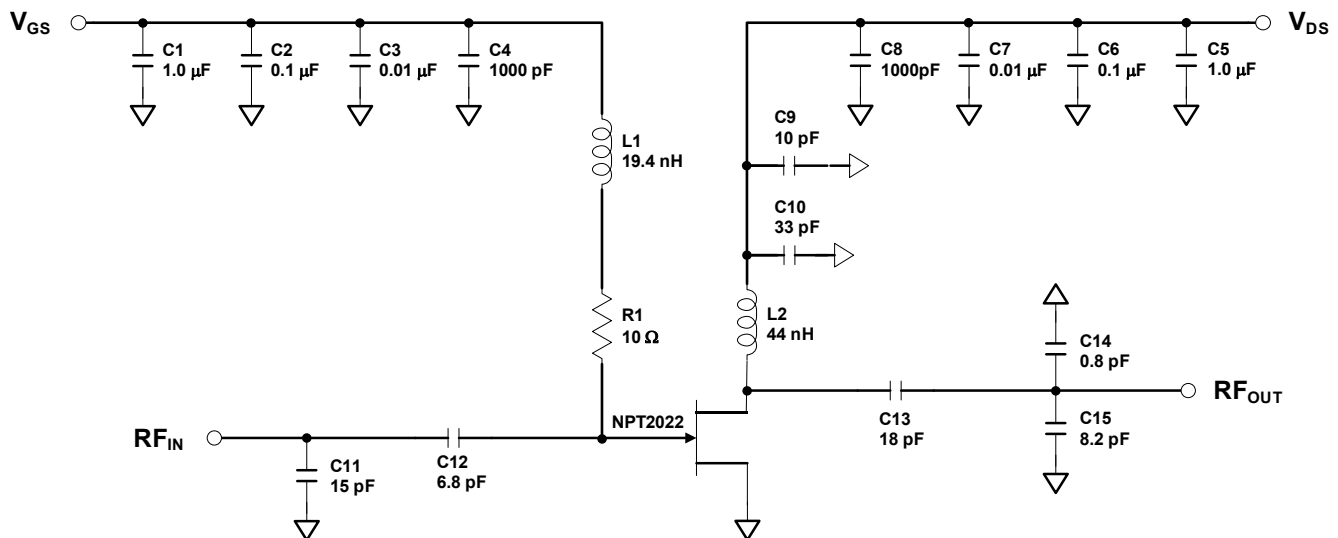 VGS
C1
1.0 μF
C2
0.1 μF
C3
0.01 μF
C4
1000 pF
C8
1000pF
C7
0.01 μF
C6
0.1 μF
C5
1.0 μF
VDS
L1
19.4 nH
C9
10 pF
C10
33 pF
R1
10 Ω
L2
44 nH
C14
0.8 pF
RFIN
NPT2022
RFOUT
C11
15 pF
C12
6.8 pF
C13
18 pF
C15
8.2 pF